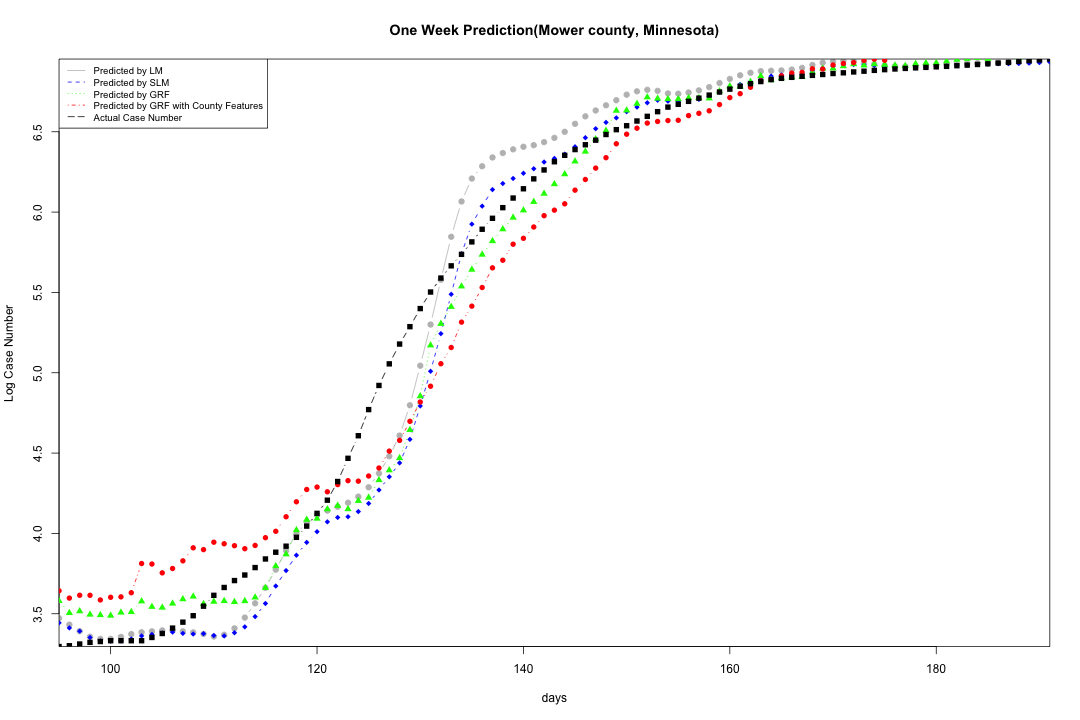 One Week Prediction(Mower county, Minnesota)
Predicted by LM
Predicted by SLM
Predicted by GRF
Predicted by GRF with County Features
Actual Case Number
Log Case Number
6.5
6.0
5.5
5.0
4.5
4.0
3.5
100 120 140 160 180
days